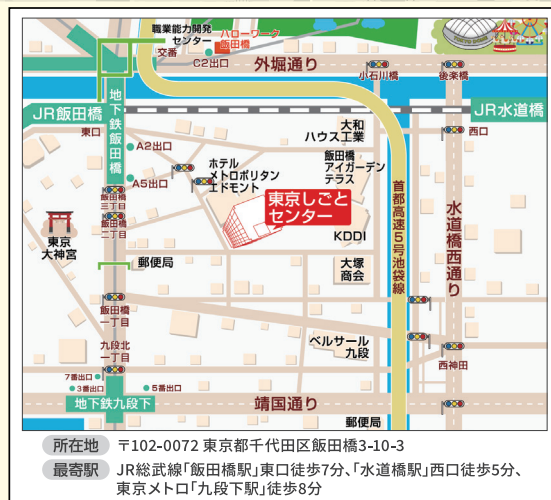 職業能力開発
センター
ハローワーク
飯田橋
交番
C2出口
外堀通り
小石川橋
後楽橋
JR飯田橋
地下鉄飯田橋
JR水道橋
東口
西口
A2出口
大和
ハウス工業
ホテル
メトロポリタン
エドモント
飯田橋
アイガーデン
テラス
A5出口
飯田橋
三丁目
東京しごと
センター
首都高速5号池袋線
水道橋西通り
飯田橋
二丁目
東京
大神宮
KDDI
郵便局
大塚
商会
飯田橋
一丁目
九段北
一丁目
ベルサール
九段
西神田
7番出口
3番出口
5番出口
地下鉄九段下
靖国通り
郵便局
所在地 〒102-0072 東京都千代田区飯田橋3-10-3
最寄駅 JR総武線「飯田橋駅」東口徒歩7分、「水道橋駅」西口徒歩5分、
東京メトロ「九段下駅」徒歩8分